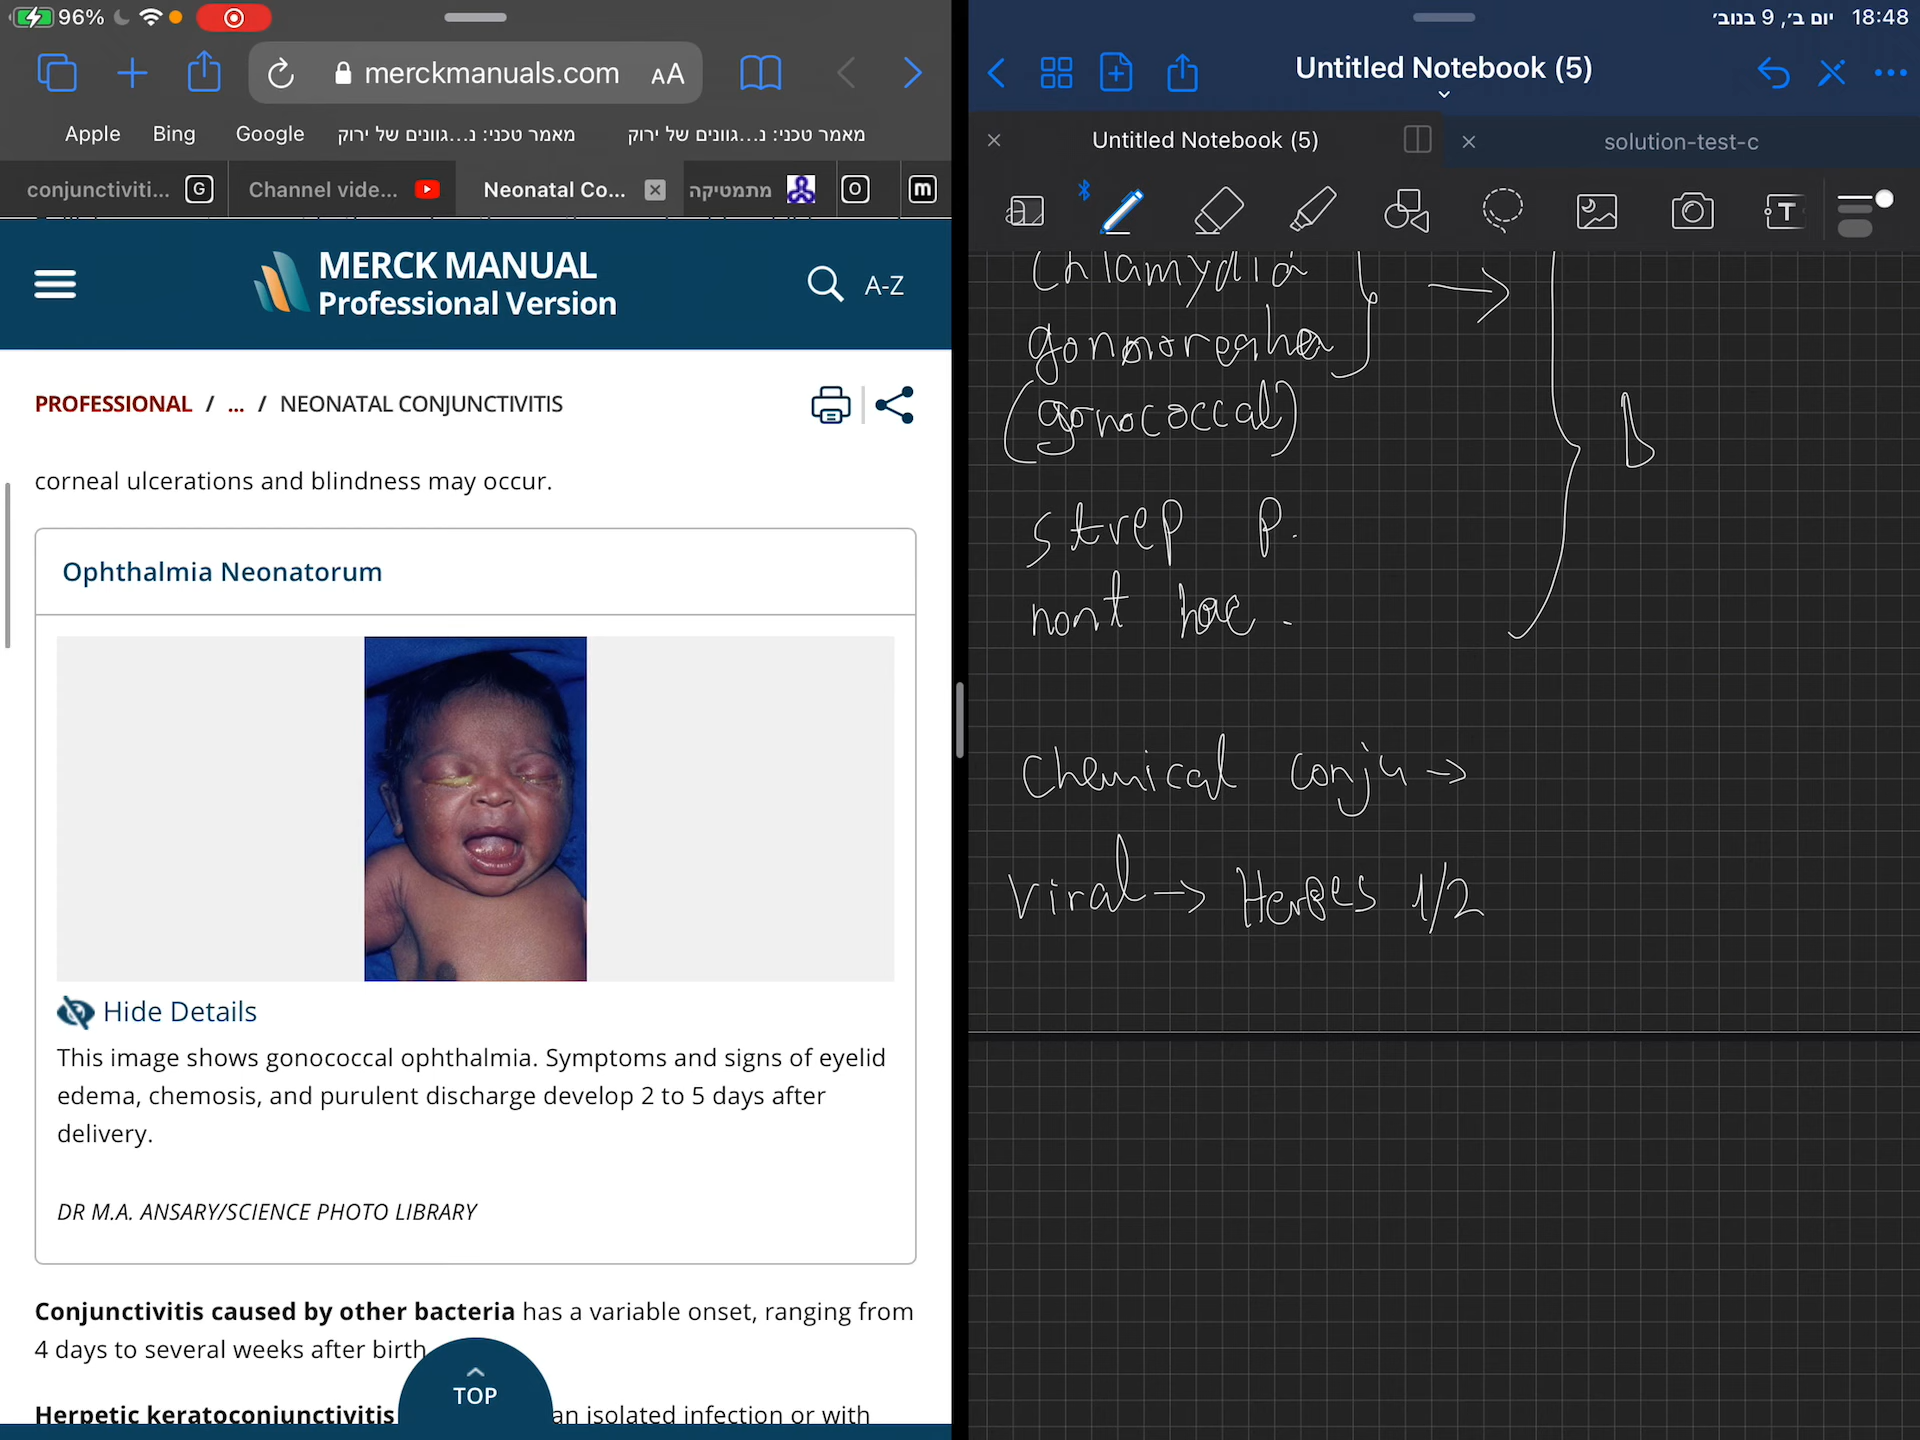 96%
merckmanuals.com AA
Apple Bing Google מאמר טכני: נ...גוונים של ירוק מאמר טכני: נ...גוונים של ירוק
conjunctiviti... G Channel vide... Neonatal Co... מתמטיקה O m
MERCK MANUAL
Professional Version
A-Z
PROFESSIONAL / ... / NEONATAL CONJUNCTIVITIS
corneal ulcerations and blindness may occur.
Ophthalmia Neonatorum
Hide Details
This image shows gonococcal ophthalmia. Symptoms and signs of eyelid
edema, chemosis, and purulent discharge develop 2 to 5 days after
delivery.
DR M.A. ANSARY/SCIENCE PHOTO LIBRARY
Conjunctivitis caused by other bacteria has a variable onset, ranging from
4 days to several weeks after birth
TOP
Herpetic keratoconjunctivitis an isolated infection or with
יום ב׳, 9 בנוב׳ 18:48
Untitled Notebook (5)
Untitled Notebook (5) solution-test-c
T
Chlamydia
(gonococcal)
strep p.
nont
Chemical conju →
Viral → Herpes 1/2